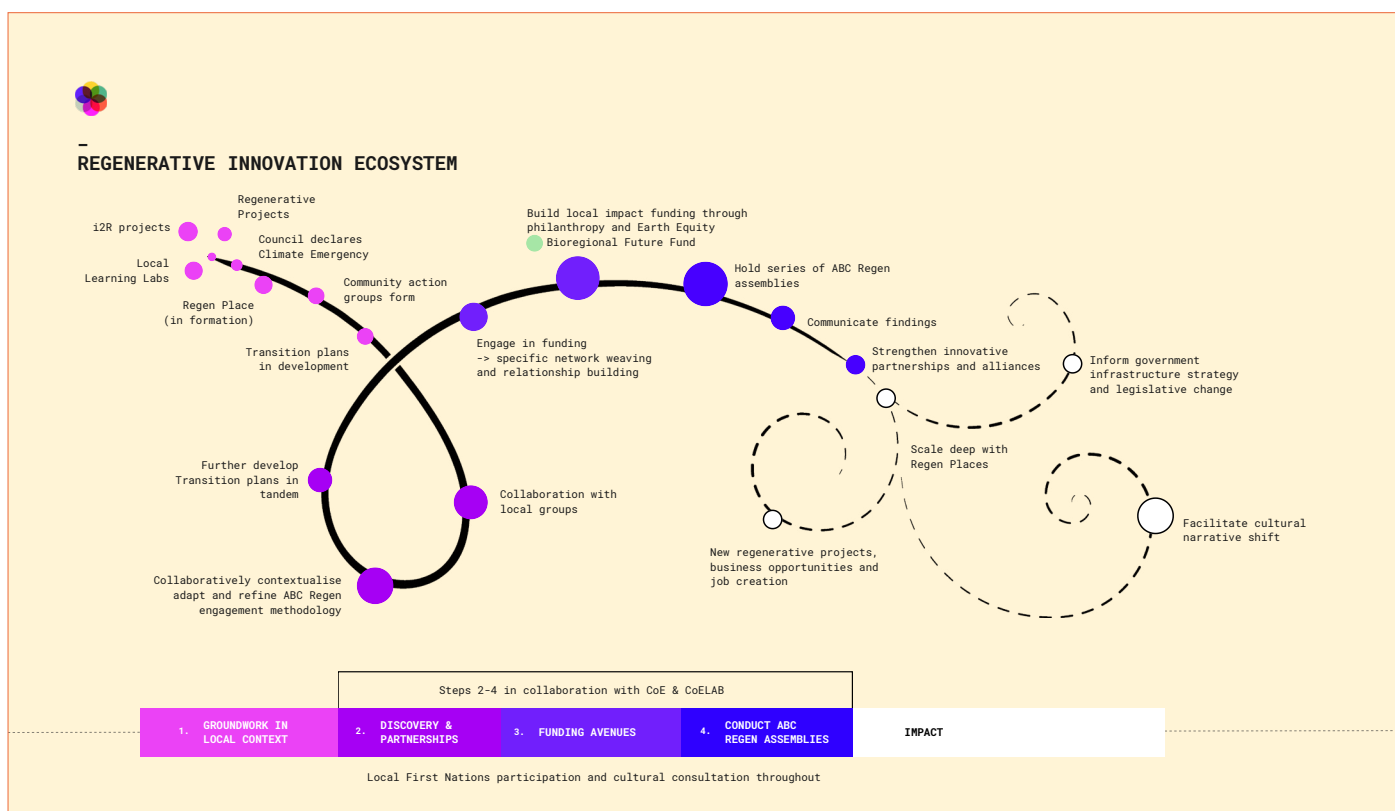 –
REGENERATIVE INNOVATION ECOSYSTEM
Regenerative
Projects
i2R projects
Council declares
Climate Emergency
Local
Learning Labs
Community action
groups form
Regen Place
(in formation)
Transition plans
in development
Build local impact funding through
philanthropy and Earth Equity
Bioregional Future Fund
Hold series of ABC Regen
assemblies
Communicate findings
Engage in funding
-> specific network weaving
and relationship building
Strengthen innovative
partnerships and alliances
Inform government
infrastructure strategy
and legislative change
Scale deep with
Regen Places
Further develop
Transition plans in
tandem
Collaboration with
local groups
Facilitate cultural
narrative shift
New regenerative projects,
business opportunities and
job creation
Collaboratively contextualise
adapt and refine ABC Regen
engagement methodology
Steps 2-4 in collaboration with CoE & CoELAB
1. GROUNDWORK IN
LOCAL CONTEXT
2. DISCOVERY &
PARTNERSHIPS
3. FUNDING AVENUES
4. CONDUCT ABC
REGEN ASSEMBLIES
IMPACT
Local First Nations participation and cultural consultation throughout